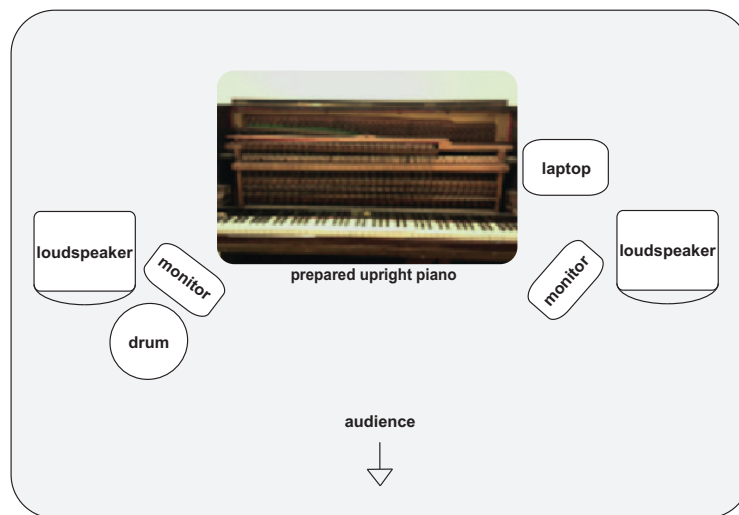 laptop
loudspeaker
loudspeaker
monitor
monitor
prepared upright piano
drum
audience